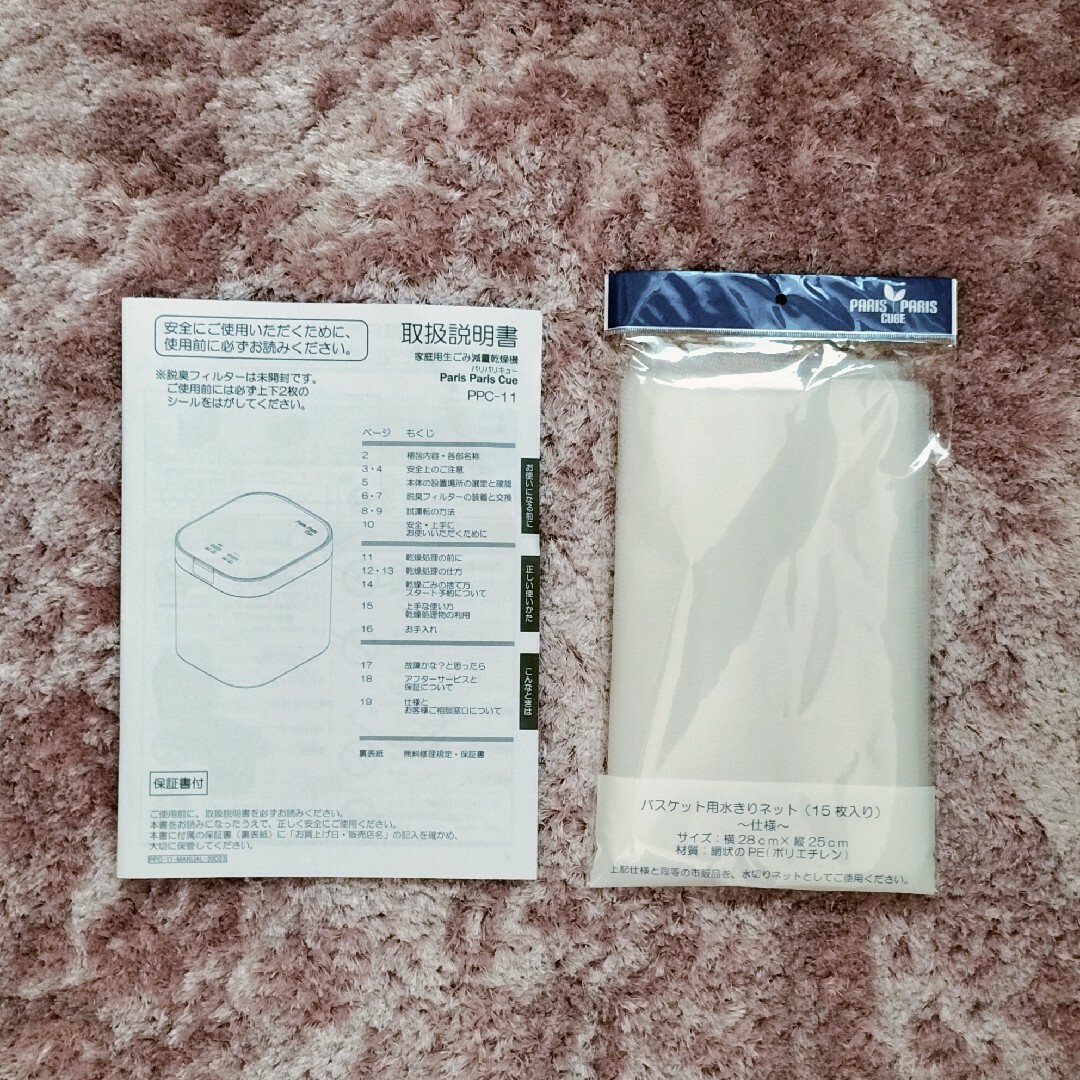 安全にご使用いただくために、
使用前に必ずお読みください。
取扱説明書
家庭用生ごみ減量乾燥機
パリパリキュー
Paris Paris Cue
PPC-11
※脱臭フィルターは未開封です。
ご使用前には必ず上下2枚の
シールをはがしてください。
ページ もくじ
2 梱包内容・各部名称
3・4 安全上のご注意
5 本体の設置場所の選定と確認
6・7 脱臭フィルターの装着と交換
8・9 試運転の方法
10 安全・上手に
お使いいただくために
お使いになる前に
11 乾燥処理の前に
12・13 乾燥処理の仕方
14 乾燥ごみの捨て方
スタート予約について
15 上手な使い方
乾燥処理物の利用
16 お手入れ
正しい使いかた
17 故障かな?と思ったら
18 アフターサービスと
保証について
19 仕様と
お客様ご相談窓口について
こんなときは
裏表紙 無料修理規定・保証書
保証書付
ご使用前に、取扱説明書を必ずお読みください。
本書をお読みになったうえで、正しく安全にご使用ください。
本書に付属の保証書(裏表紙)に「お買上げ日・販売店名」の記入を確かめ、
大切に保管してください。
PARIS PARIS
CUBE
バスケット用水きりネット(15枚入り)
~仕様~
サイズ:横28cm×縦25cm
材質:網状のPE(ポリエチレン)
上記仕様と同等の市販品を、水切りネットとしてご使用ください。